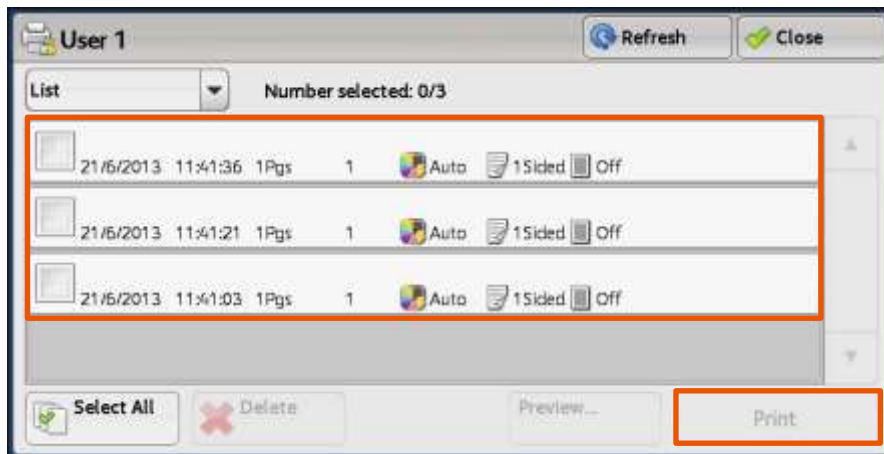 User 1 Refresh Close
List Number selected: 0/3
21/6/2013 11:41:36 1Pgs 1 Auto 1Sided Off
21/6/2013 11:41:21 1Pgs 1 Auto 1Sided Off
21/6/2013 11:41:03 1Pgs 1 Auto 1Sided Off
Select All Delete Preview... Print